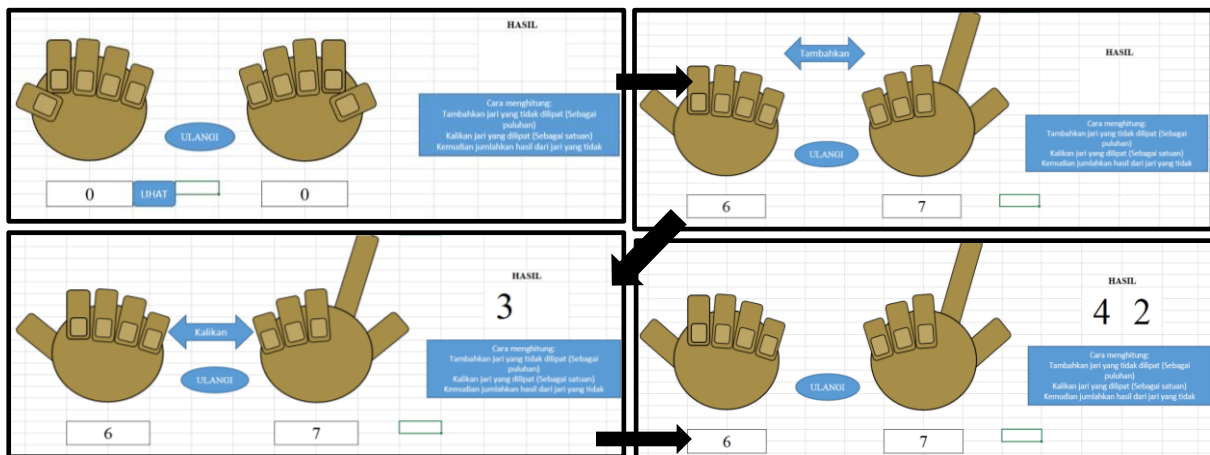 HASIL
Cara menghitung:
Tambahkan jari yang tidak dilipat (Sebagai
puluhan)
Kalikan jari yang dilipat (Sebagai satuan)
Kemudian jumlahkan hasil dari jari yang tidak
ULANGI
0 LIHAT 0
Tambahkan
HASIL
Cara menghitung:
Tambahkan jari yang tidak dilipat (Sebagai
puluhan)
Kalikan jari yang dilipat (Sebagai satuan)
Kemudian jumlahkan hasil dari jari yang tidak
ULANGI
6 7
HASIL
3
Kalikan
Cara menghitung:
Tambahkan jari yang tidak dilipat (Sebagai
puluhan)
Kalikan jari yang dilipat (Sebagai satuan)
Kemudian jumlahkan hasil dari jari yang tidak
ULANGI
6 7
HASIL
4 2
Cara menghitung:
Tambahkan jari yang tidak dilipat (Sebagai
puluhan)
Kalikan jari yang dilipat (Sebagai satuan)
Kemudian jumlahkan hasil dari jari yang tidak
ULANGI
6 7